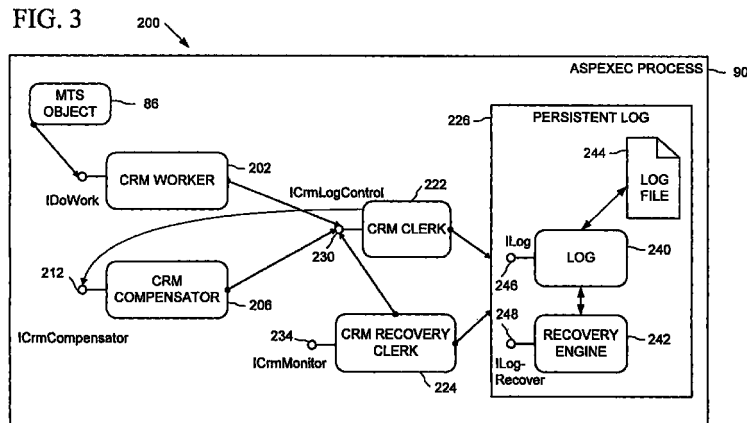 FIG. 3
200
ASPEXEC PROCESS
90
MTS
OBJECT
86
226
PERSISTENT LOG
244
LOG
FILE
202
CRM WORKER
IDoWork
ICrmLogControl
222
CRM CLERK
230
ILog
246
LOG
240
212
CRM
COMPENSATOR
206
ICrmCompensator
234
ICrmMonitor
CRM RECOVERY
CLERK
224
248
RECOVERY
ENGINE
242
ILog-
Recover